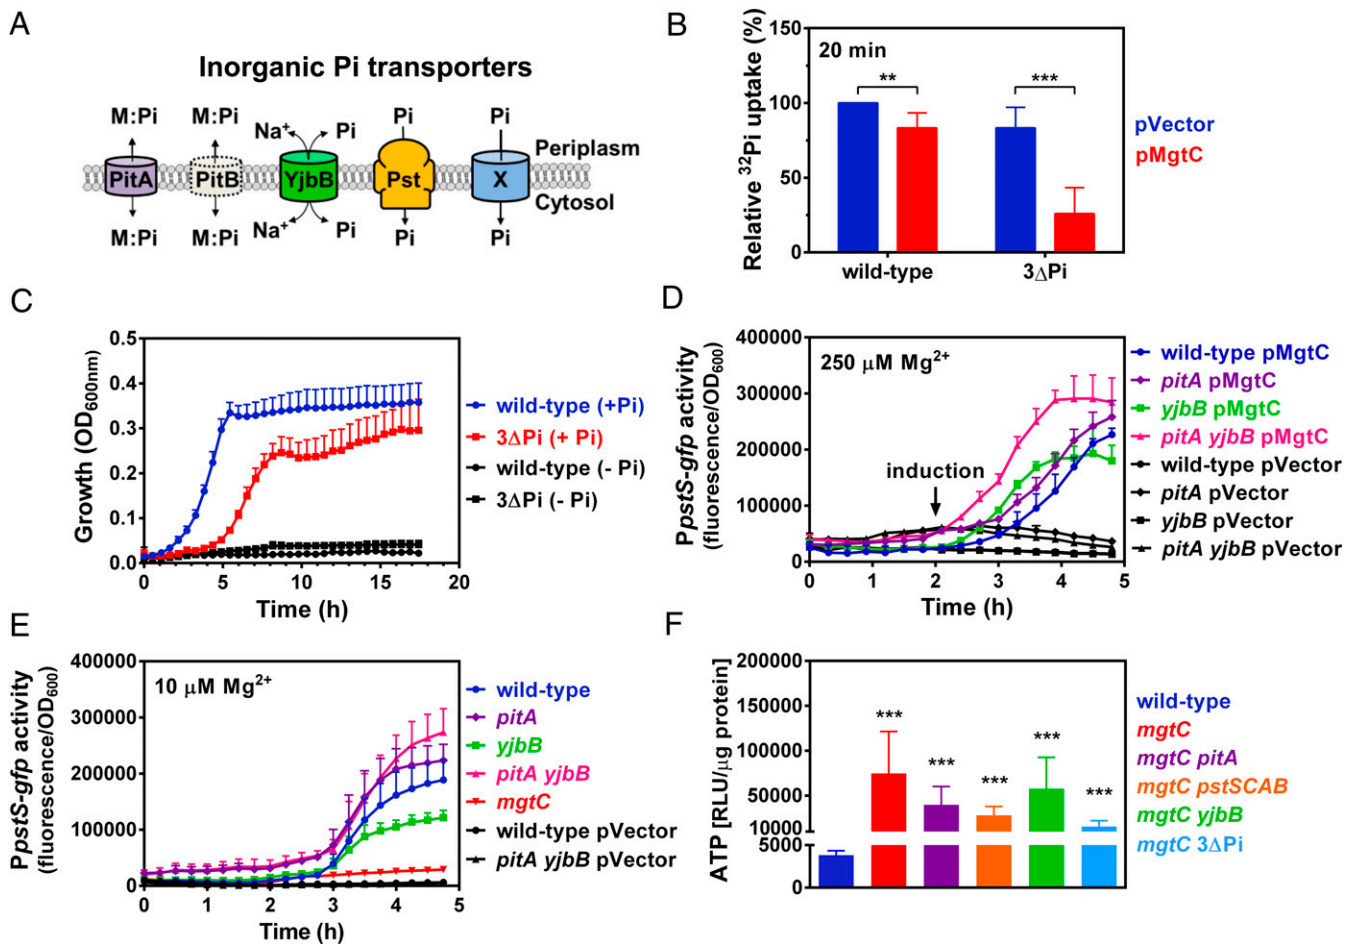 A
Inorganic Pi transporters
M:Pi M:Pi Na⁺ Pi Pi Pi
Periplasm
PitA PitB YjbB Pst X
Cytosol
M:Pi M:Pi Na⁺ Pi Pi Pi
B
Relative ³²Pi uptake (%)
150
100
50
0
20 min
** ***
wild-type 3ΔPi
pVector
pMgtC
C
Growth (OD₆₀₀nm)
0.5
0.4
0.3
0.2
0.1
0.0
0 5 10 15 20
Time (h)
wild-type (+Pi)
3ΔPi (+ Pi)
wild-type (- Pi)
3ΔPi (- Pi)
D
PpstS-gfp activity
(fluorescence/OD₆₀₀)
400000
300000
200000
100000
0
250 μM Mg²⁺
induction
0 1 2 3 4 5
Time (h)
wild-type pMgtC
pitA pMgtC
yjbB pMgtC
pitA yjbB pMgtC
wild-type pVector
pitA pVector
yjbB pVector
pitA yjbB pVector
E
PpstS-gfp activity
(fluorescence/OD₆₀₀)
400000
300000
200000
100000
0
10 μM Mg²⁺
0 1 2 3 4 5
Time (h)
wild-type
pitA
yjbB
pitA yjbB
mgtC
wild-type pVector
pitA yjbB pVector
F
ATP [RLU/μg protein]
200000
150000
100000
50000
10000
5000
0
*** *** *** *** ***
wild-type
mgtC
mgtC pitA
mgtC pstSCAB
mgtC yjbB
mgtC 3ΔPi